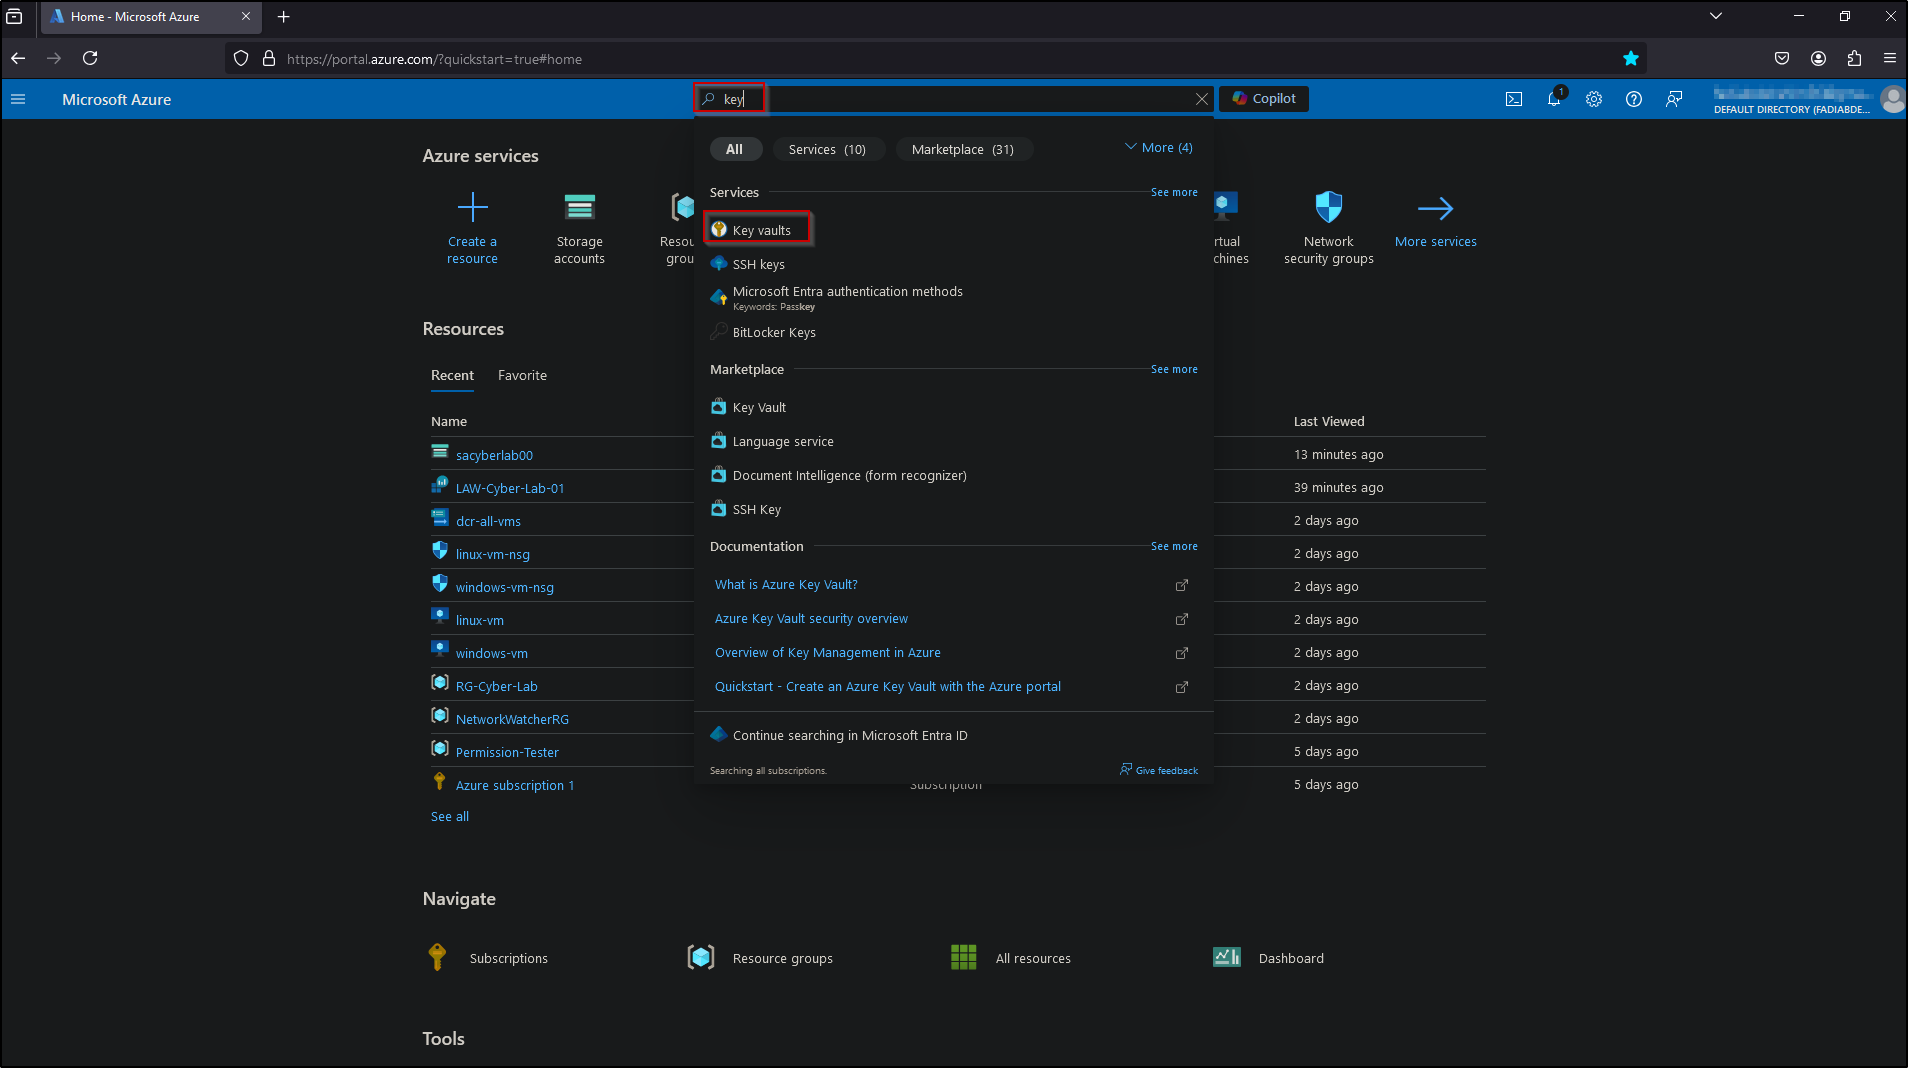 Home - Microsoft Azure
https://portal.azure.com/?quickstart=true#home
Microsoft Azure
key
Copilot
1
DEFAULT DIRECTORY (FADIABDE...
All
Services (10)
Marketplace (31)
More (4)
Services
See more
Key vaults
SSH keys
Microsoft Entra authentication methods
Keywords: Passkey
BitLocker Keys
Marketplace
See more
Key Vault
Language service
Document Intelligence (form recognizer)
SSH Key
Documentation
See more
What is Azure Key Vault?
Azure Key Vault security overview
Overview of Key Management in Azure
Quickstart - Create an Azure Key Vault with the Azure portal
Continue searching in Microsoft Entra ID
Searching all subscriptions.
Give feedback
Azure services
Create a
resource
Storage
accounts
Resou
grou
rtual
chines
Network
security groups
More services
Resources
Recent
Favorite
Name
Last Viewed
sacyberlab00
13 minutes ago
LAW-Cyber-Lab-01
39 minutes ago
dcr-all-vms
2 days ago
linux-vm-nsg
2 days ago
windows-vm-nsg
2 days ago
linux-vm
2 days ago
windows-vm
2 days ago
RG-Cyber-Lab
2 days ago
NetworkWatcherRG
2 days ago
Permission-Tester
5 days ago
Azure subscription 1
Subscription
5 days ago
See all
Navigate
Subscriptions
Resource groups
All resources
Dashboard
Tools